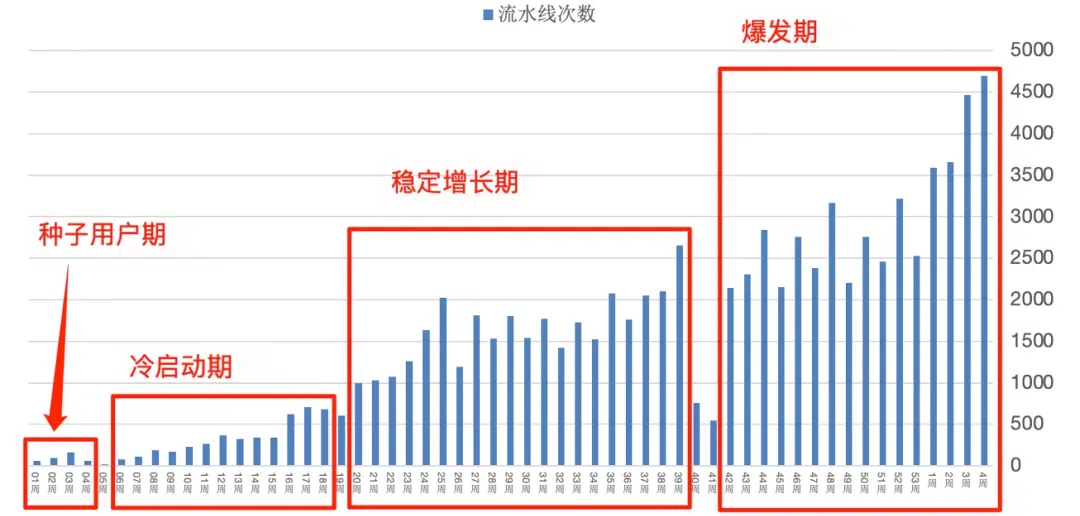 流水线次数
爆发期
稳定增长期
种子用户期
冷启动期
5000
4500
4000
3500
3000
2500
2000
1500
1000
500
0
01周
02周
03周
04周
05周
06周
07周
08周
09周
10周
11周
12周
13周
14周
15周
16周
17周
18周
19周
20周
21周
22周
23周
24周
25周
26周
27周
28周
29周
30周
31周
32周
33周
34周
35周
36周
37周
38周
39周
40周
41周
42周
43周
44周
45周
46周
47周
48周
49周
50周
51周
52周
53周
1周
2周
3周
4周